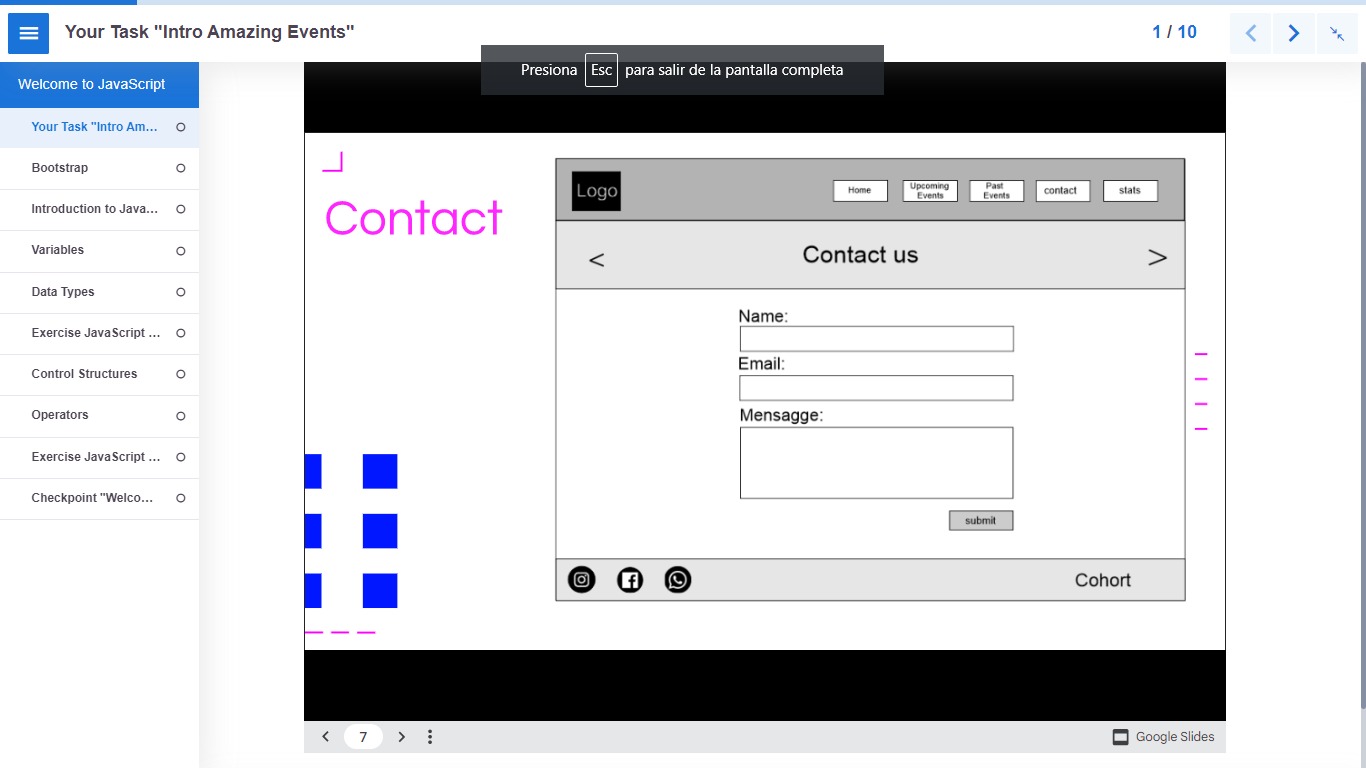 Your Task "Intro Amazing Events"
1 / 10
Presiona Esc para salir de la pantalla completa
Welcome to JavaScript
Your Task "Intro Am...
Bootstrap
Introduction to Java...
Variables
Data Types
Exercise JavaScript ...
Control Structures
Operators
Exercise JavaScript ...
Checkpoint "Welco...
Contact
Logo
Home
Upcoming
Events
Past
Events
contact
stats
<
Contact us
>
Name:
Email:
Mensagge:
submit
Cohort
7
Google Slides